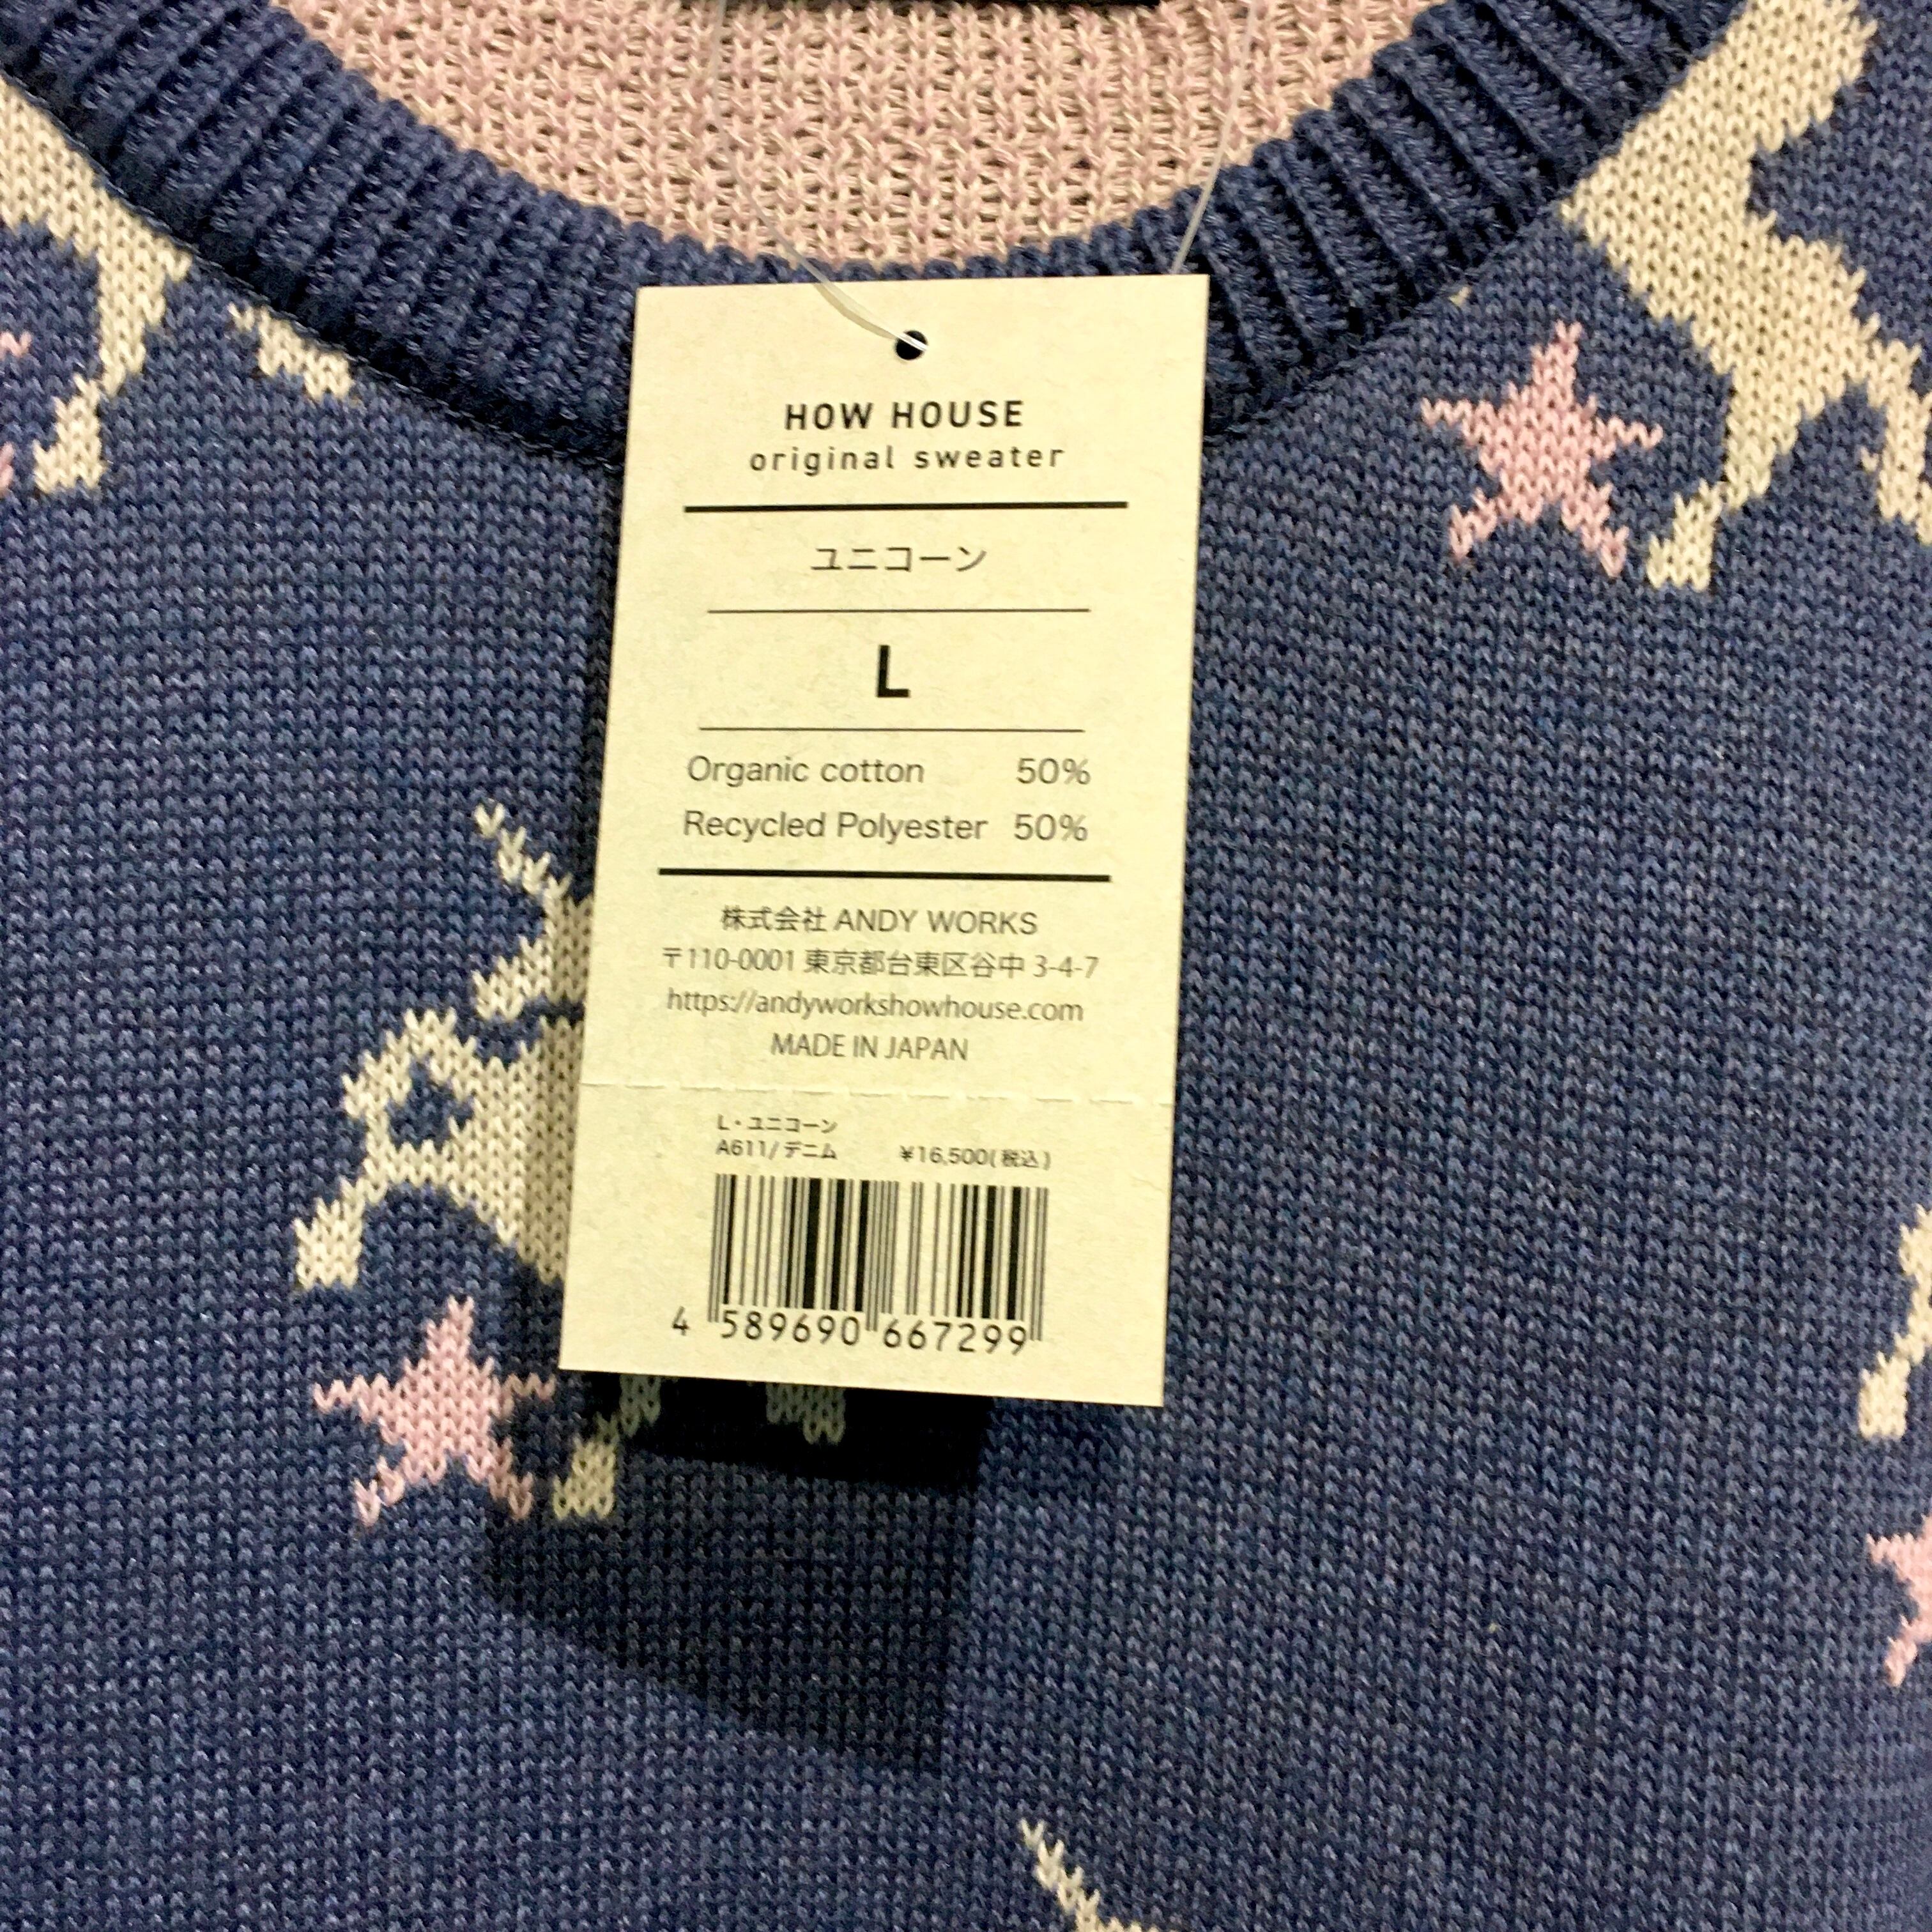 HOW HOUSE
original sweater
ユニコーン
L
Organic cotton 50%
Recycled Polyester 50%
株式会社 ANDY WORKS
〒110-0001 東京都台東区谷中 3-4-7
https://andyworkshowhouse.com
MADE IN JAPAN
L・ユニコーン
A611/デニム ¥16,500(税込)
4 589690 667299